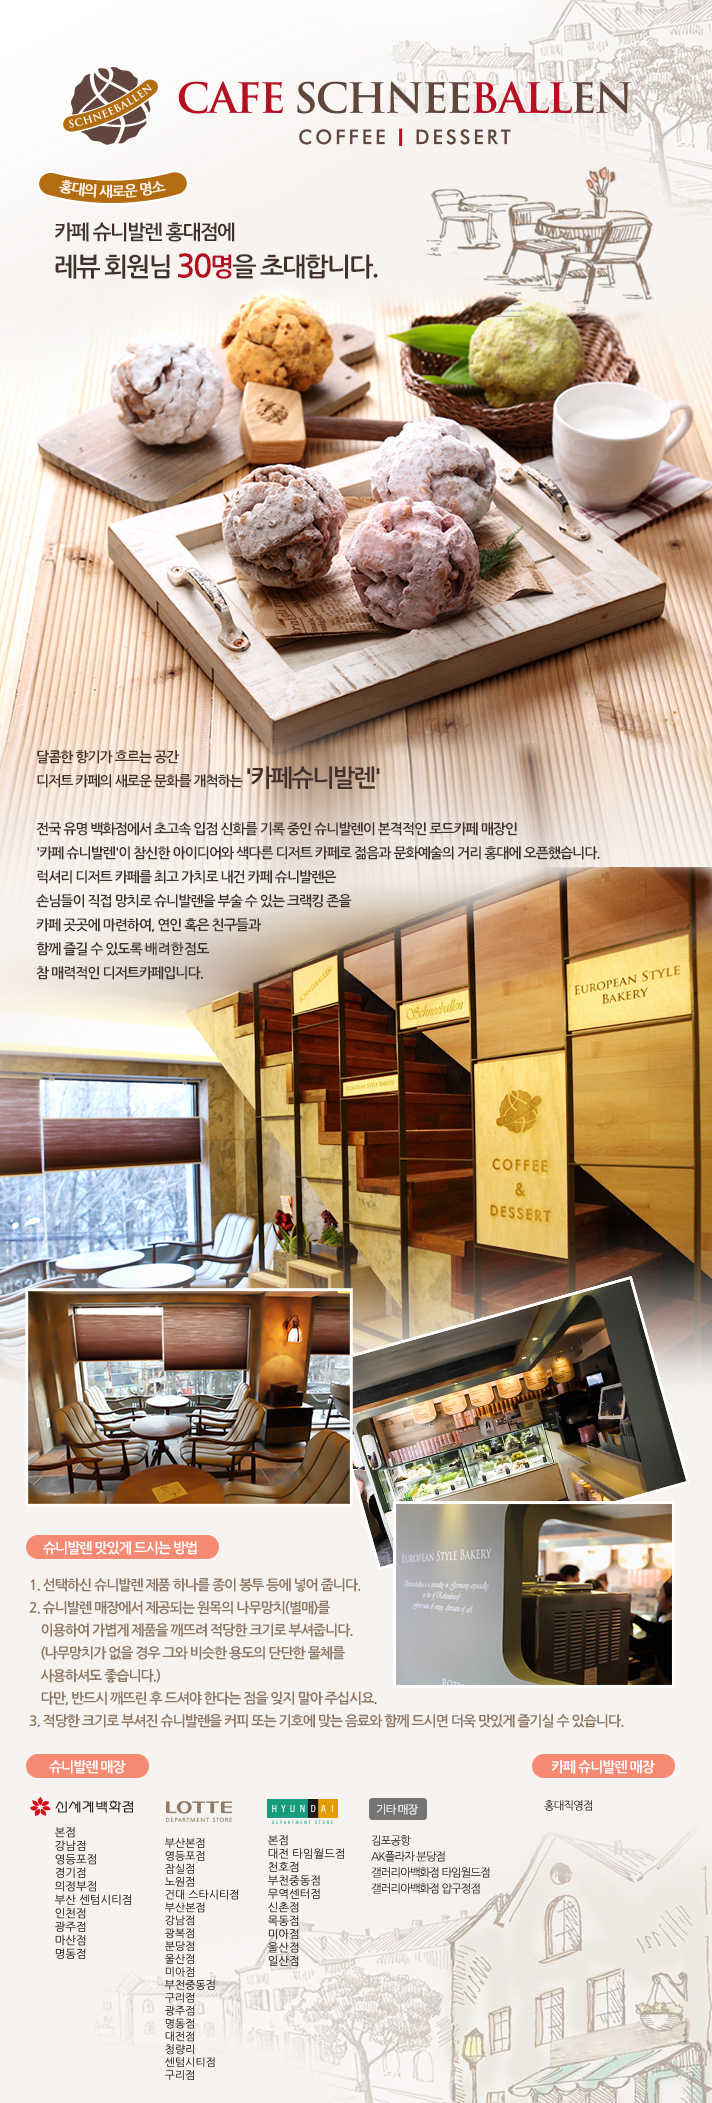 SCHNEEBALLEN
CAFE SCHNEEBALLEN
COFFEE | DESSERT
홍대의 새로운 명소
카페 슈니발렌 홍대점에
레뷰 회원님 30명을 초대합니다.
달콤한 향기가 흐르는 공간
디저트 카페의 새로운 문화를 개척하는 '카페슈니발렌'
전국 유명 백화점에서 초고속 입점 신화를 기록 중인 슈니발렌이 본격적인 로드카페 매장인
'카페 슈니발렌'이 참신한 아이디어와 색다른 디저트 카페로 젊음과 문화예술의 거리 홍대에 오픈했습니다.
럭셔리 디저트 카페를 최고 가치로 내건 카페 슈니발렌은
손님들이 직접 망치로 슈니발렌을 부술 수 있는 크랙킹 존을
카페 곳곳에 마련하여, 연인 혹은 친구들과
함께 즐길 수 있도록 배려한점도
참 매력적인 디저트카페입니다.
SCHNEEBALLEN
Schneeballen
EUROPEAN STYLE
BAKERY
EUROPEAN STYLE BAKERY
COFFEE
&
DESSERT
EUROPEAN STYLE BAKERY
슈니발렌 맛있게 드시는 방법
1. 선택하신 슈니발렌 제품 하나를 종이 봉투 등에 넣어 줍니다.
2. 슈니발렌 매장에서 제공되는 원목의 나무망치(별매)를
이용하여 가볍게 제품을 깨뜨려 적당한 크기로 부셔줍니다.
(나무망치가 없을 경우 그와 비슷한 용도의 단단한 물체를
사용하셔도 좋습니다.)
다만, 반드시 깨뜨린 후 드셔야 한다는 점을 잊지 말아 주십시요.
3. 적당한 크기로 부셔진 슈니발렌을 커피 또는 기호에 맞는 음료와 함께 드시면 더욱 맛있게 즐기실 수 있습니다.
슈니발렌 매장
신세계백화점
본점
강남점
영등포점
경기점
의정부점
부산 센텀시티점
인천점
광주점
마산점
명동점
LOTTE
DEPARTMENT STORE
부산본점
영등포점
잠실점
노원점
건대 스타시티점
부산본점
강남점
광복점
분당점
울산점
미아점
부천중동점
구리점
광주점
명동점
대전점
청량리
센텀시티점
구리점
HYUNDAI
DEPARTMENT STORE
본점
대전 타임월드점
천호점
부천중동점
무역센터점
신촌점
목동점
미아점
울산점
일산점
기타 매장
김포공항
AK플라자 분당점
갤러리아백화점 타임월드점
갤러리아백화점 압구정점
카페 슈니발렌 매장
홍대직영점